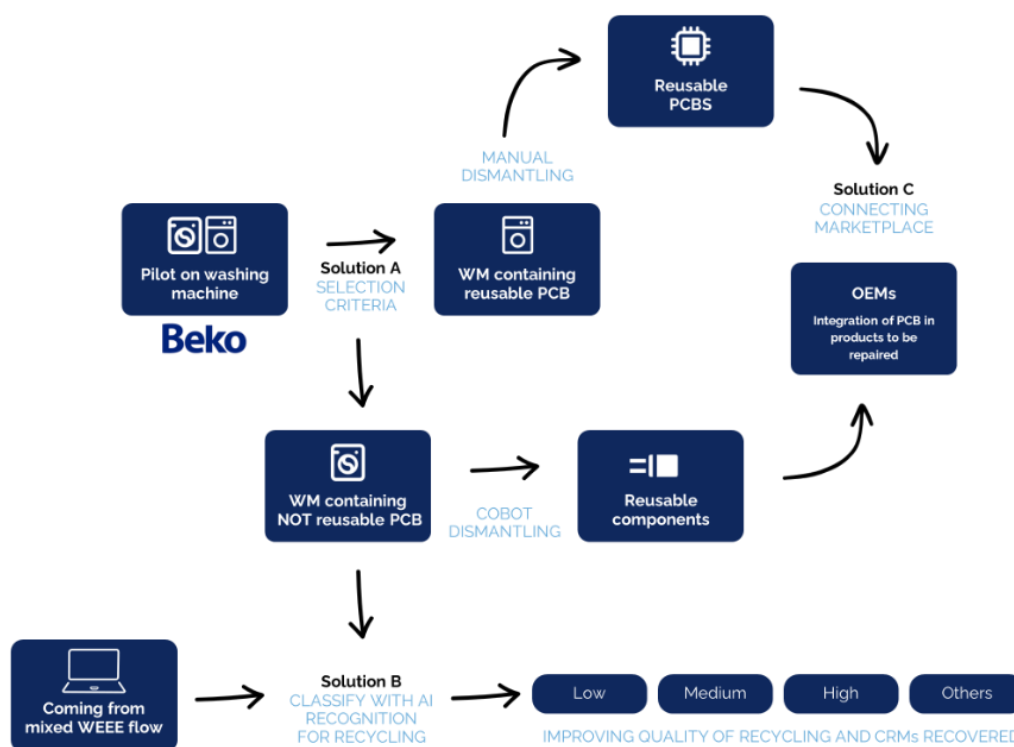 Reusable
PCBS
MANUAL
DISMANTLING
Solution C
CONNECTING
MARKETPLACE
Pilot on washing
machine
Beko
Solution A
SELECTION
CRITERIA
WM containing
reusable PCB
OEMs
Integration of PCB in
products to be
repaired
WM containing
NOT reusable PCB
COBOT
DISMANTLING
Reusable
components
Coming from
mixed WEEE flow
Solution B
CLASSIFY WITH AI
RECOGNITION
FOR RECYCLING
Low
Medium
High
Others
IMPROVING QUALITY OF RECYCLING AND CRMs RECOVERED